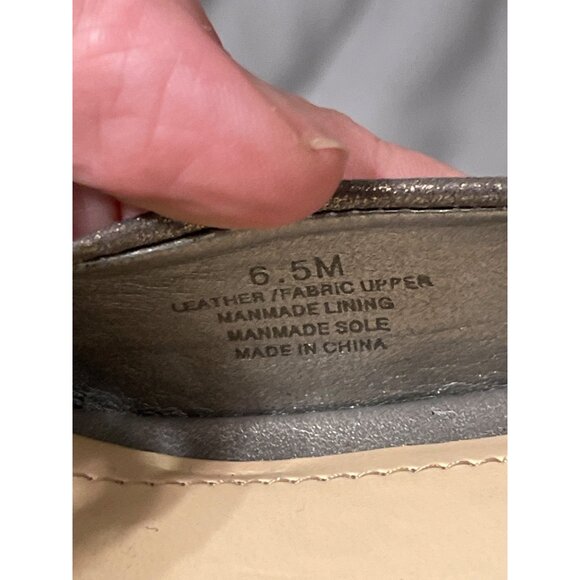 6.5M
LEATHER/FABRIC UPPER
MANMADE LINING
MANMADE SOLE
MADE IN CHINA